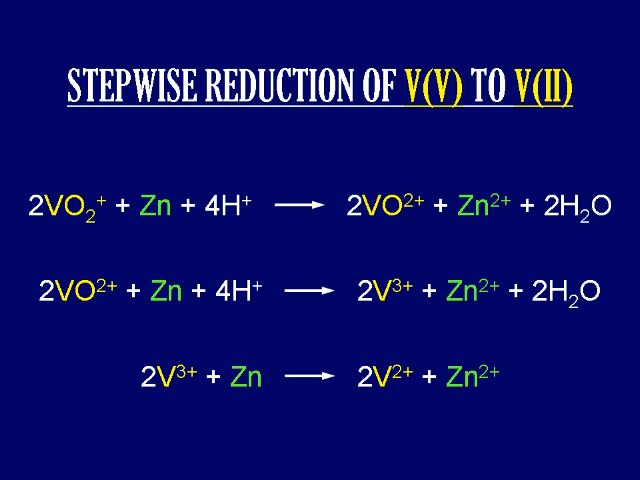 STEPWISE REDUCTION OF V(V) TO V(II)
2VO₂⁺ + Zn + 4H⁺ ⟶ 2VO²⁺ + Zn²⁺ + 2H₂O
2VO²⁺ + Zn + 4H⁺ ⟶ 2V³⁺ + Zn²⁺ + 2H₂O
2V³⁺ + Zn ⟶ 2V²⁺ + Zn²⁺